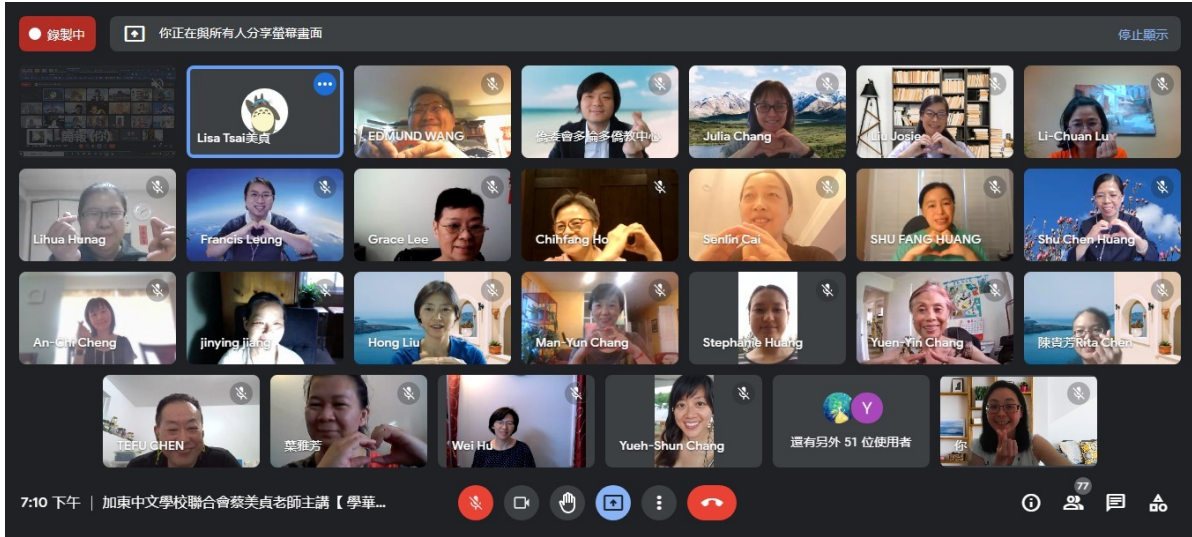 錄製中
你正在與所有人分享螢幕畫面
停止顯示
Lisa Tsai美貞
EDMUND WANG
僑委會多倫多僑教中心
Julia Chang
Liu Josie
Li-Chuan Lu
Lihua Hunag
Francis Leung
Grace Lee
Chihfang Ho
Senlin Cai
SHU FANG HUANG
Shu Chen Huang
An-Chi Cheng
jinying jiang
Hong Liu
Man-Yun Chang
Stephanie Huang
Yuen-Yin Chang
陳貴芳Rita Chen
TEFU CHEN
葉雅芳
Wei Hu
Yueh-Shun Chang
Y
還有另外 51 位使用者
你
7:10 下午 | 加東中文學校聯合會蔡美貞老師主講【 學華...
77